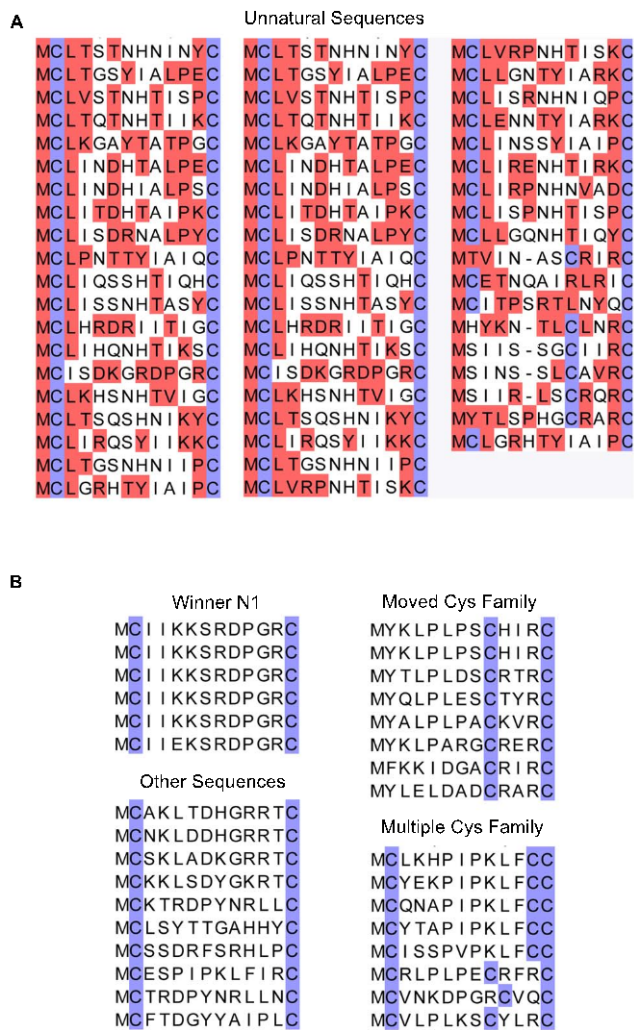 A
Unnatural Sequences
MCLTSTNHNINYC
MCLTGSYIALPEC
MCLVSTNHTISPC
MCLTQTNHTIIKC
MCLKGAYTATPGC
MCLINDHTALPEC
MCLINDHIALPSC
MCLITDHTAIPKC
MCLISDRNALPYC
MCLPNTTYIAIQC
MCLIQSSHTIQHC
MCLISSNHTASYC
MCLHRDRIITIGC
MCLIHQNHTIKSC
MCISDKGRDPGRC
MCLKHSNHTVIGC
MCLTSQSHNIKYC
MCLIRQSYIIKKC
MCLTGSNHNIIPC
MCLGRHTYIAIPC
MCLTSTNHNINYC
MCLTGSYIALPEC
MCLVSTNHTISPC
MCLTQTNHTIIKC
MCLKGAYTATPGC
MCLINDHTALPEC
MCLINDHIALPSC
MCLITDHTAIPKC
MCLISDRNALPYC
MCLPNTTYIAIQC
MCLIQSSHTIQHC
MCLISSNHTASYC
MCLHRDRIITIGC
MCLIHQNHTIKSC
MCISDKGRDPGRC
MCLKHSNHTVIGC
MCLTSQSHNIKYC
MCLIRQSYIIKKC
MCLTGSNHNIIPC
MCLVRPNHTISKC
MCLVRPNHTISKC
MCLLGNTYIARKC
MCLISRNHNIQPC
MCLENNTYIARKC
MCLINSSYIAIPC
MCLIRENHTIRKC
MCLIRPNHNVADC
MCLISPNHTISPC
MCLLGQNHTIQYC
MTVIN-ASCRIRC
MCETNQAIRLRIC
MCITPSRTLNYQC
MHYKN-TLCLNRC
MSIIS-SGCIIRC
MSINS-SLCAVRC
MSIIR-LSCRQRC
MYTLSPHGCRARC
MCLGRHTYIAIPC
B
Winner N1
MCIIKKSRDPGRC
MCIIKKSRDPGRC
MCIIKKSRDPGRC
MCIIKKSRDPGRC
MCIIKKSRDPGRC
MCIIEKSRDPGRC
Other Sequences
MCAKLTDHGRRTC
MCNKLDDHGRRTC
MCSKLADKGRRTC
MCKKLSDYGKRTC
MCKTRDPYNRLLC
MCLSYTTGAHHYC
MCSSDRFSRHLPC
MCESPIPKLFIRC
MCTRDPYNRLLNC
MCFTDGYYAIPLC
Moved Cys Family
MYKLPLPSCHIRC
MYKLPLPSCHIRC
MYTLPLDSCRTRC
MYQLPLESCTYRC
MYALPLPACKVRC
MYKLPARGCRERC
MFKKIDGACRIRC
MYLELDADCRARC
Multiple Cys Family
MCLKHPIPKLFCC
MCYEKPIPKLFCC
MCQNAPIPKLFCC
MCYTAPIPKLFCC
MCISSPVPKLFCC
MCRLPLPECRFRC
MCVNKDPGRCVQC
MCVLPLKSCYLRC